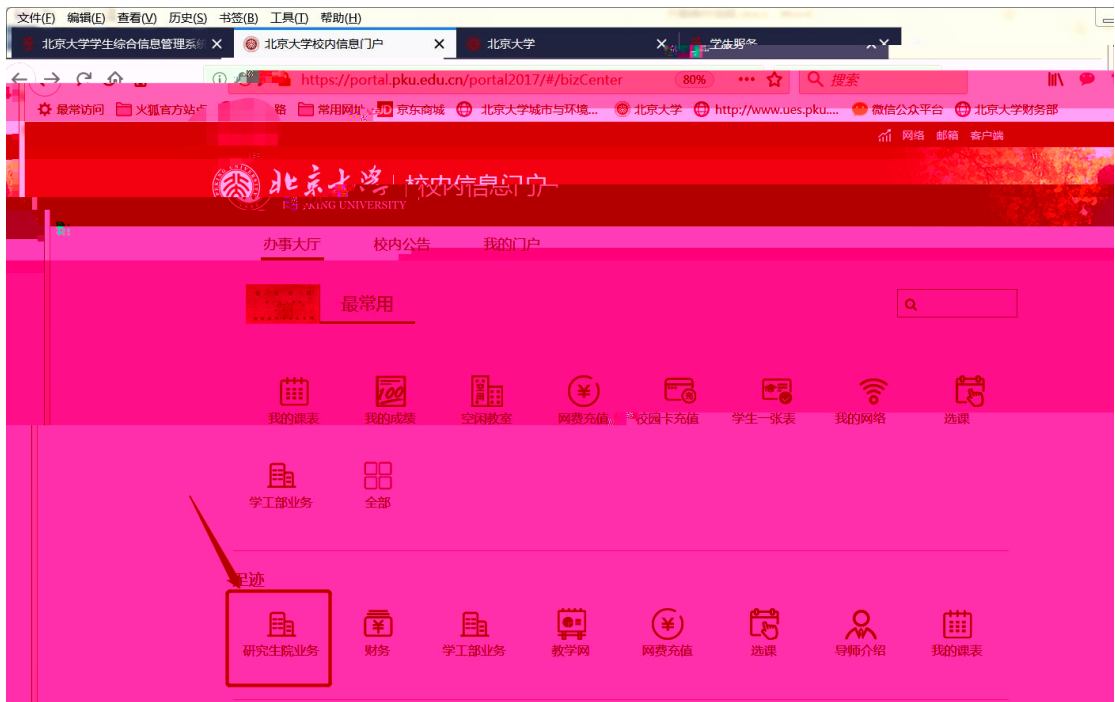 文件(F) 编辑(E) 查看(V) 历史(S) 书签(B) 工具(T) 帮助(H)
北京大学学生综合信息管理系统 北京大学校内信息门户 北京大学
https://portal.pku.edu.cn/portal2017/#/bizCenter 80% 搜索
最常访问 火狐官方站点 常用网址 JD 京东商城 北京大学城市与环境... 北京大学 http://www.ues.pku.... 微信公众平台 北京大学财务部
网络 邮箱 客户端
北京大学 校内信息门户
UNIVERSITY
办事大厅 校内公告 我的门户
最常用
我的课表 我的成绩 空闲教室 网费充值 校园卡充值 学生一张表 我的网络 选课
学工部业务 全部
足迹
研究生院业务 财务 学工部业务 教学网 网费充值 选课 导师介绍 我的课表